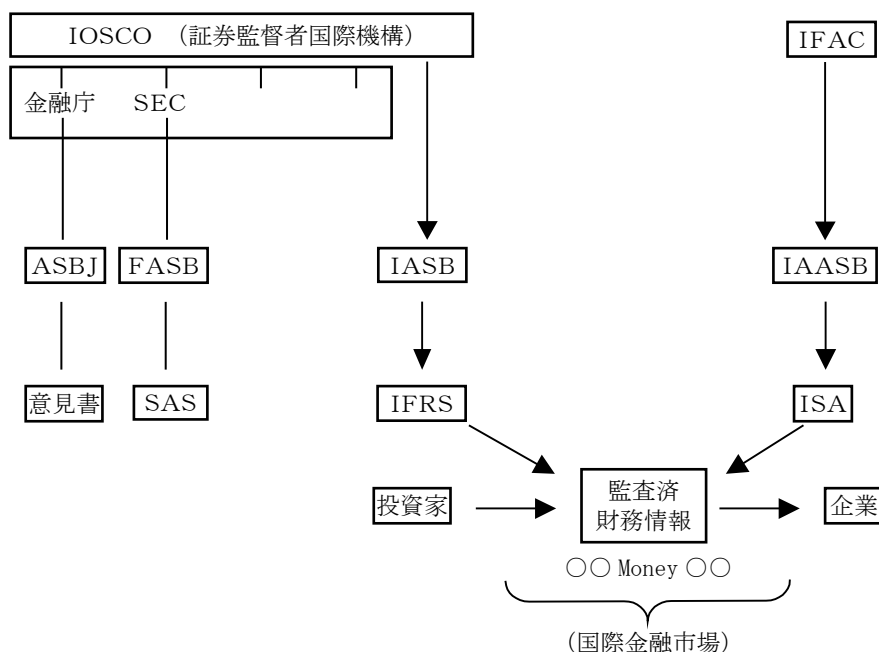 IOSCO （証券監督者国際機構）
IFAC
金融庁 SEC
ASBJ FASB IASB IAASB
意見書 SAS IFRS ISA
投資家 監査済 企業
財務情報
○○ Money ○○
(国際金融市場)